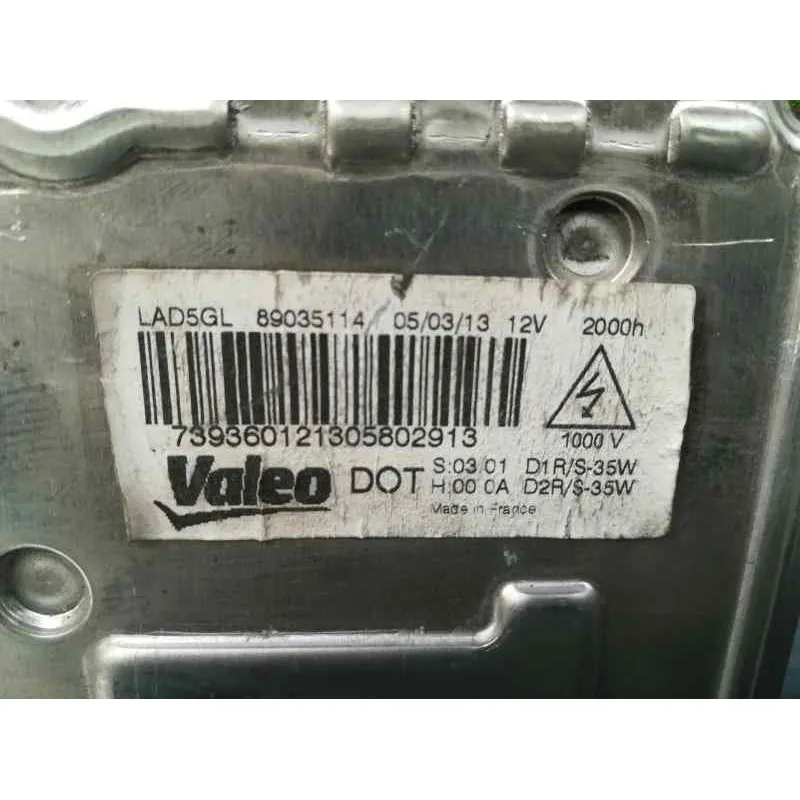 LAD5GL 89035114 05/03/13 12V 2000h
739360121305802913
1000 V
Valeo DOT S:03.01 D1R/S-35W
H:00.0A D2R/S-35W
Made in France